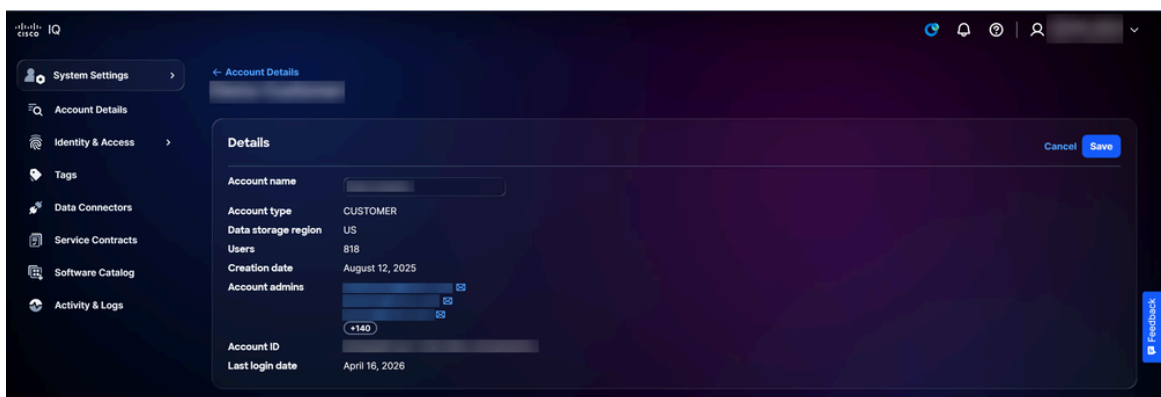 cisco IQ
System Settings
← Account Details
Account Details
Identity & Access
Tags
Data Connectors
Service Contracts
Software Catalog
Activity & Logs
Details
Cancel Save
Account name
Account type CUSTOMER
Data storage region US
Users 818
Creation date August 12, 2025
Account admins
+140
Account ID
Last login date April 16, 2026
Feedback